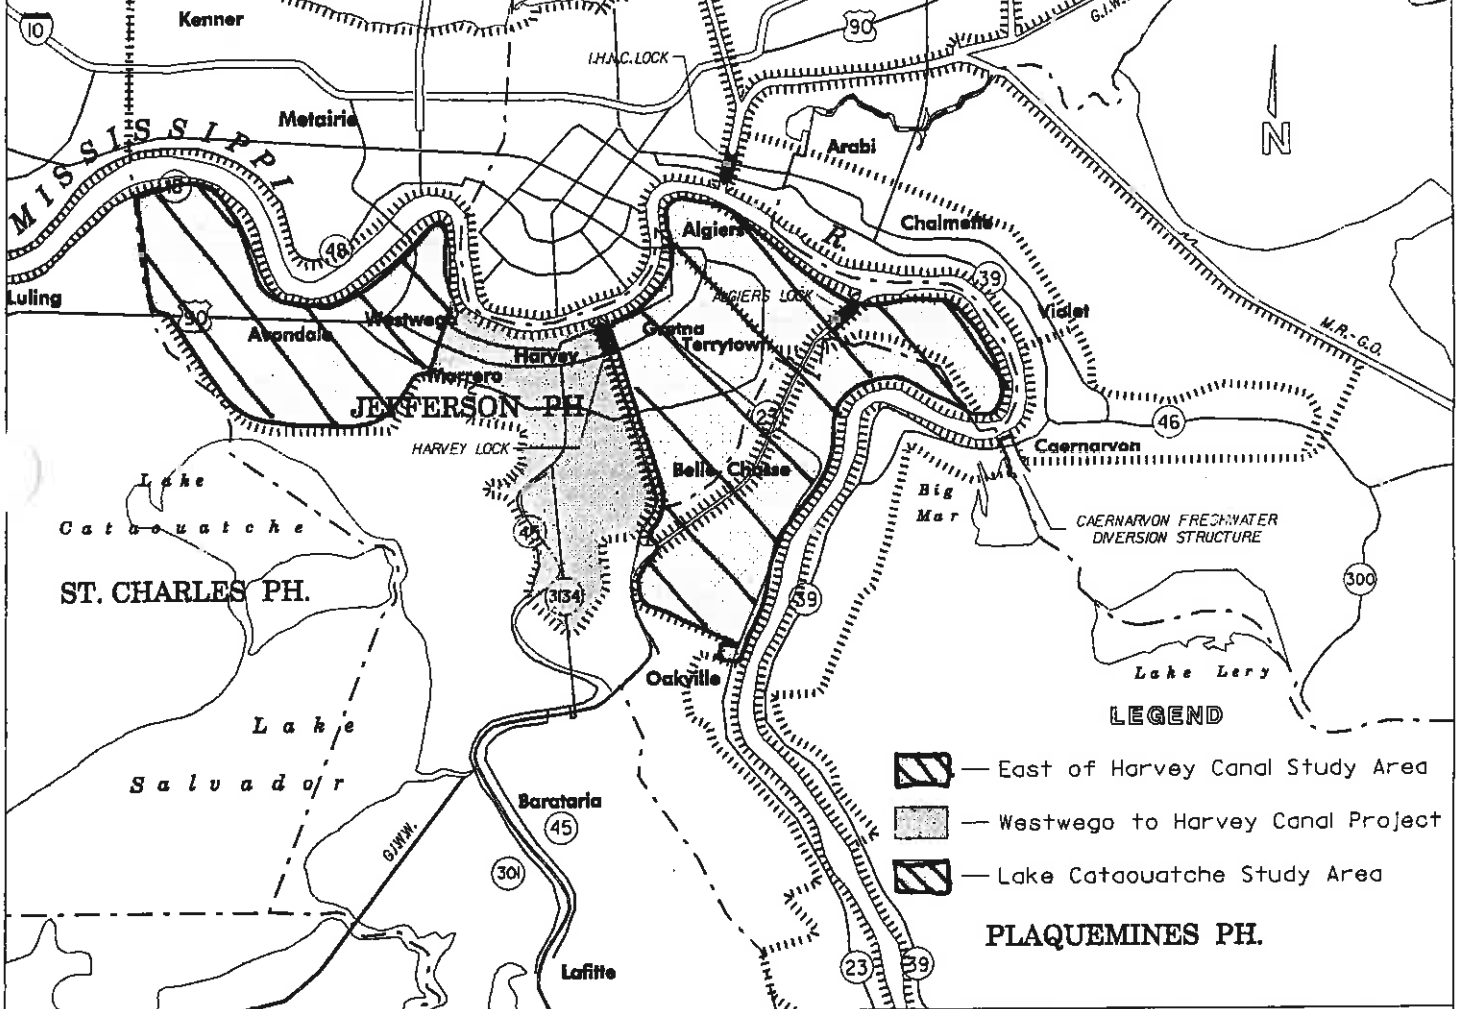 Kenner
10
90
G.I.W.
I.H.N.C. LOCK
Metairie
Arabi
N
MISSISSIPPI
18
48
Algiers
R.
Chalmette
39
Luling
90
ALGIERS LOCK
Violet
Avondale
Westwego
Gretna
Terrytown
Harvey
M.R.-G.O.
Marrero
JEFFERSON PH.
23
46
HARVEY LOCK
Caernarvon
Belle Chasse
Lake
Cataouatche
Big
Mar
CAERNARVON FRESHWATER
DIVERSION STRUCTURE
45
ST. CHARLES PH.
3134
39
300
Oakville
Lake Lery
Lake
Salvador
LEGEND
East of Harvey Canal Study Area
Barataria
45
Westwego to Harvey Canal Project
G.I.W.W.
301
Lake Cataouatche Study Area
PLAQUEMINES PH.
Lafitte
23
39